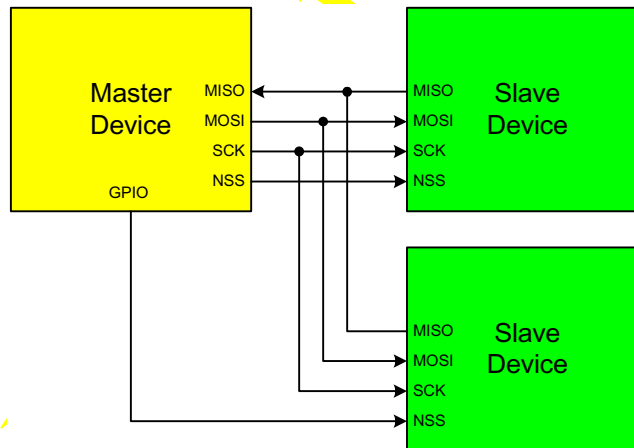 Master
Device
MISO
MOSI
SCK
NSS
GPIO
MISO
MOSI
SCK
NSS
Slave
Device
MISO
MOSI
SCK
NSS
Slave
Device